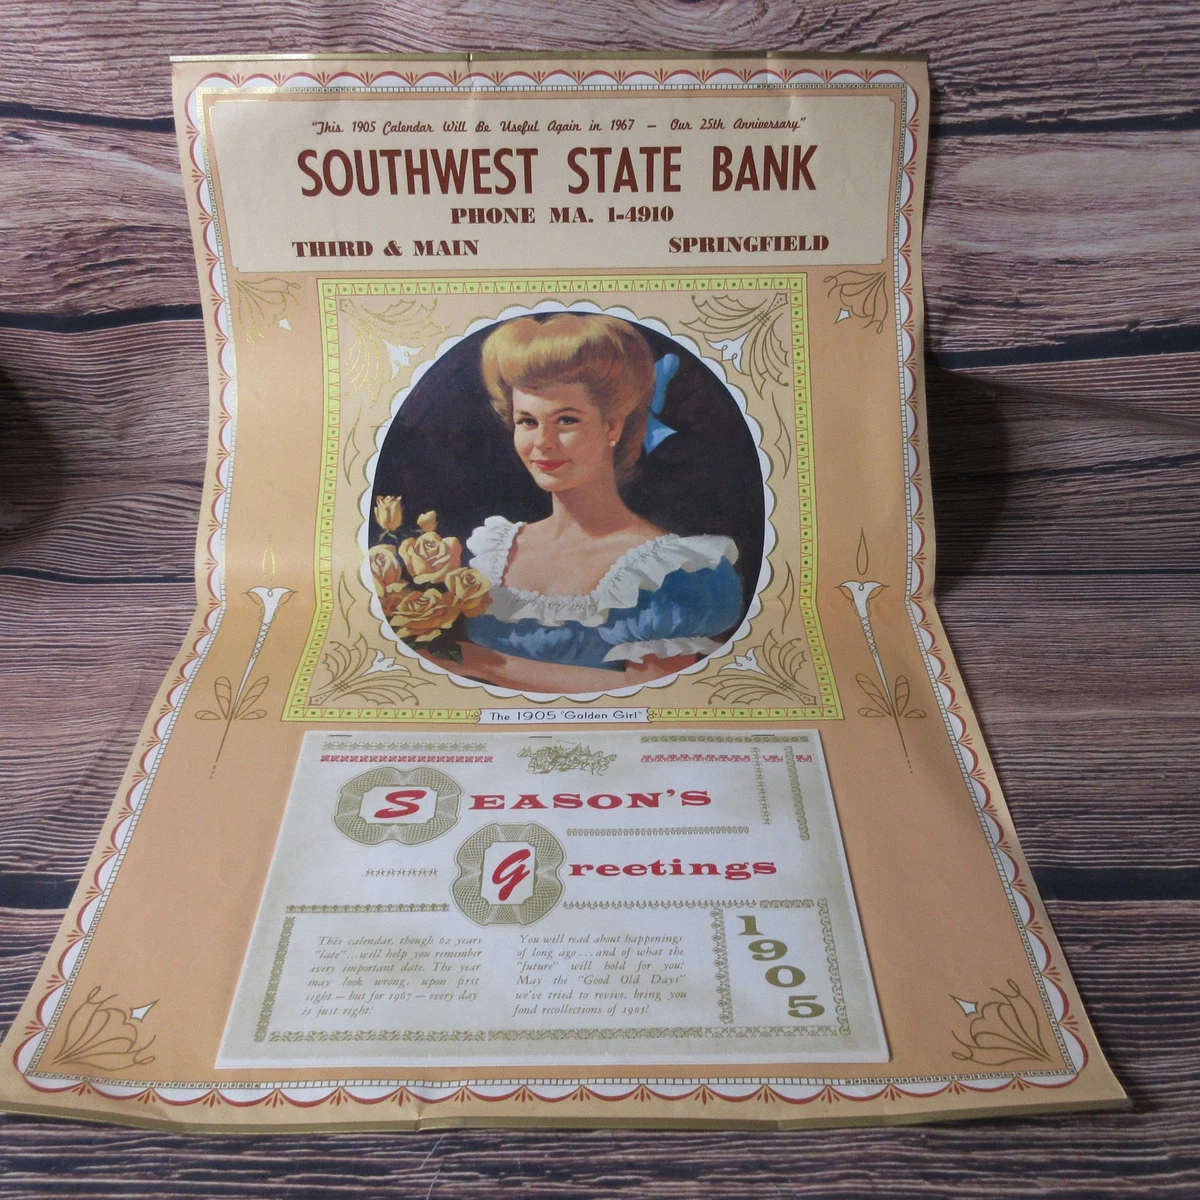 "This 1905 Calendar Will Be Useful Again in 1967 — Our 25th Anniversary."
SOUTHWEST STATE BANK
PHONE MA. 1-4910
THIRD & MAIN SPRINGFIELD
The 1905 "Golden Girl"
SEASON'S
Greetings
This calendar, though 62 years
"late"...will help you remember
every important date. The year
may look wrong, upon first
sight — but for 1967 — every day
is just right!
You will read about happenings
of long ago...and of what the
"future" will hold for you!
May the "Good Old Days"
we've tried to revive, bring you
fond recollections of 1905!
1905